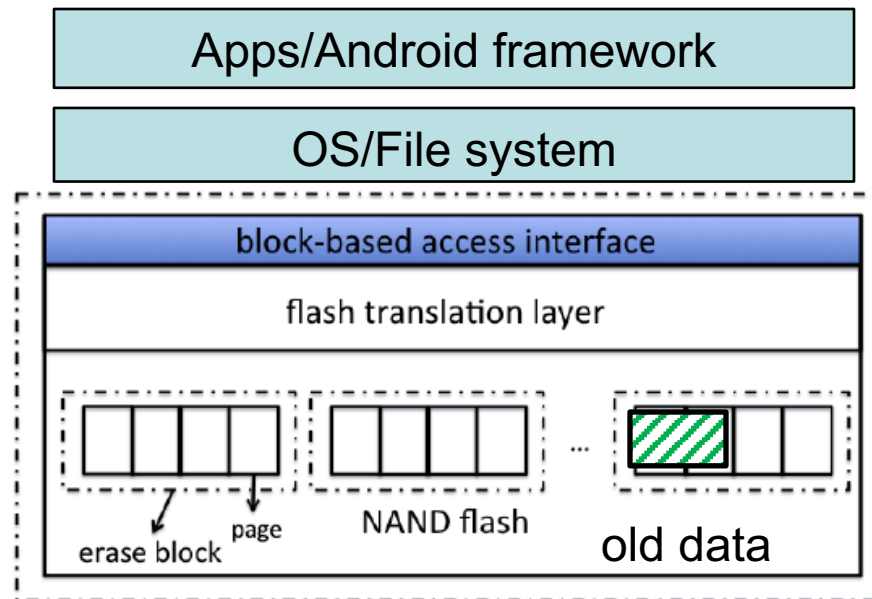 Apps/Android framework
OS/File system
block-based access interface
flash translation layer
...
erase block
page
NAND flash
old data